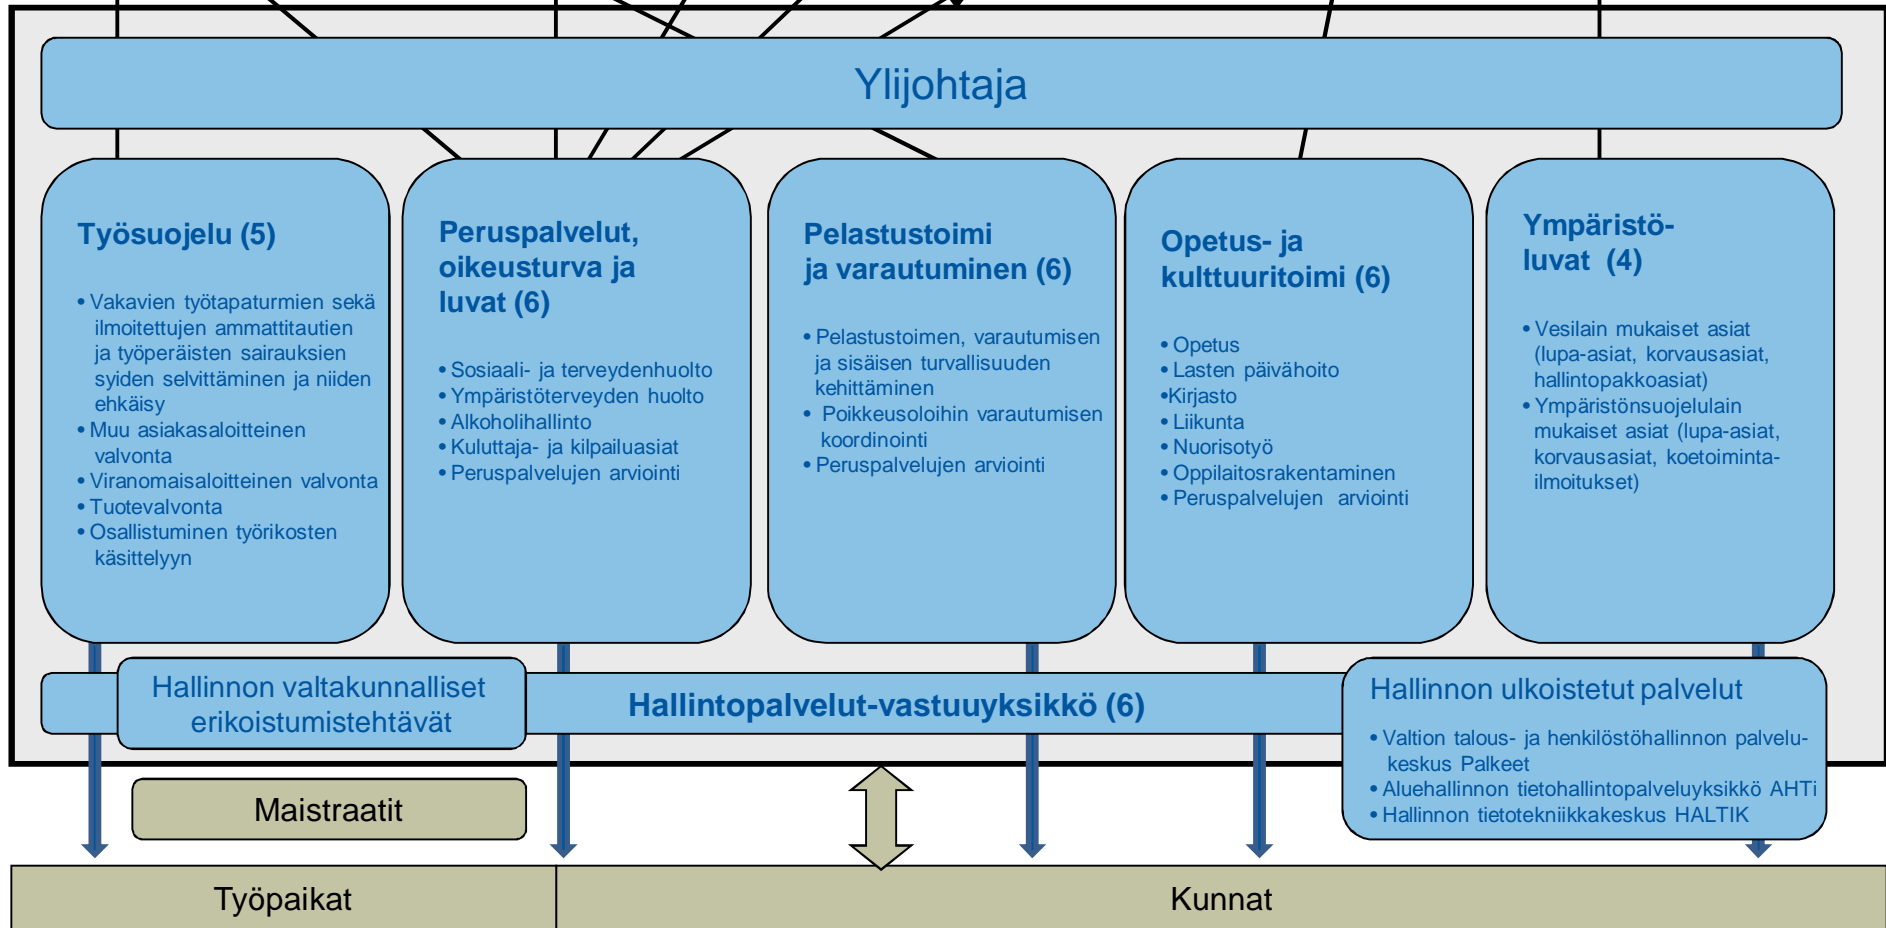 Ylijohtaja
Työsuojelu (5)
• Vakavien työtapaturmien sekä
ilmoitettujen ammattitautien
ja työperäisten sairauksien
syiden selvittäminen ja niiden
ehkäisy
• Muu asiakasaloitteinen
valvonta
• Viranomaisaloitteinen valvonta
• Tuotevalvonta
• Osallistuminen työrikosten
käsittelyyn
Peruspalvelut,
oikeusturva ja
luvat (6)
• Sosiaali- ja terveydenhuolto
• Ympäristöterveyden huolto
• Alkoholihallinto
• Kuluttaja- ja kilpailuasiat
• Peruspalvelujen arviointi
Pelastustoimi
ja varautuminen (6)
• Pelastustoimen, varautumisen
ja sisäisen turvallisuuden
kehittäminen
• Poikkeusoloihin varautumisen
koordinointi
• Peruspalvelujen arviointi
Opetus- ja
kulttuuritoimi (6)
• Opetus
• Lasten päivähoito
•Kirjasto
• Liikunta
• Nuorisotyö
• Oppilaitosrakentaminen
• Peruspalvelujen arviointi
Ympäristö-
luvat (4)
• Vesilain mukaiset asiat
(lupa-asiat, korvausasiat,
hallintopakkoasiat)
• Ympäristönsuojelulain
mukaiset asiat (lupa-asiat,
korvausasiat, koetoiminta-
ilmoitukset)
Hallinnon valtakunnalliset
erikoistumistehtävät
Hallintopalvelut-vastuuyksikkö (6)
Hallinnon ulkoistetut palvelut
• Valtion talous- ja henkilöstöhallinnon palvelu-
keskus Palkeet
• Aluehallinnon tietohallintopalveluyksikkö AHTi
• Hallinnon tietotekniikkakeskus HALTIK
Maistraatit
Työpaikat
Kunnat